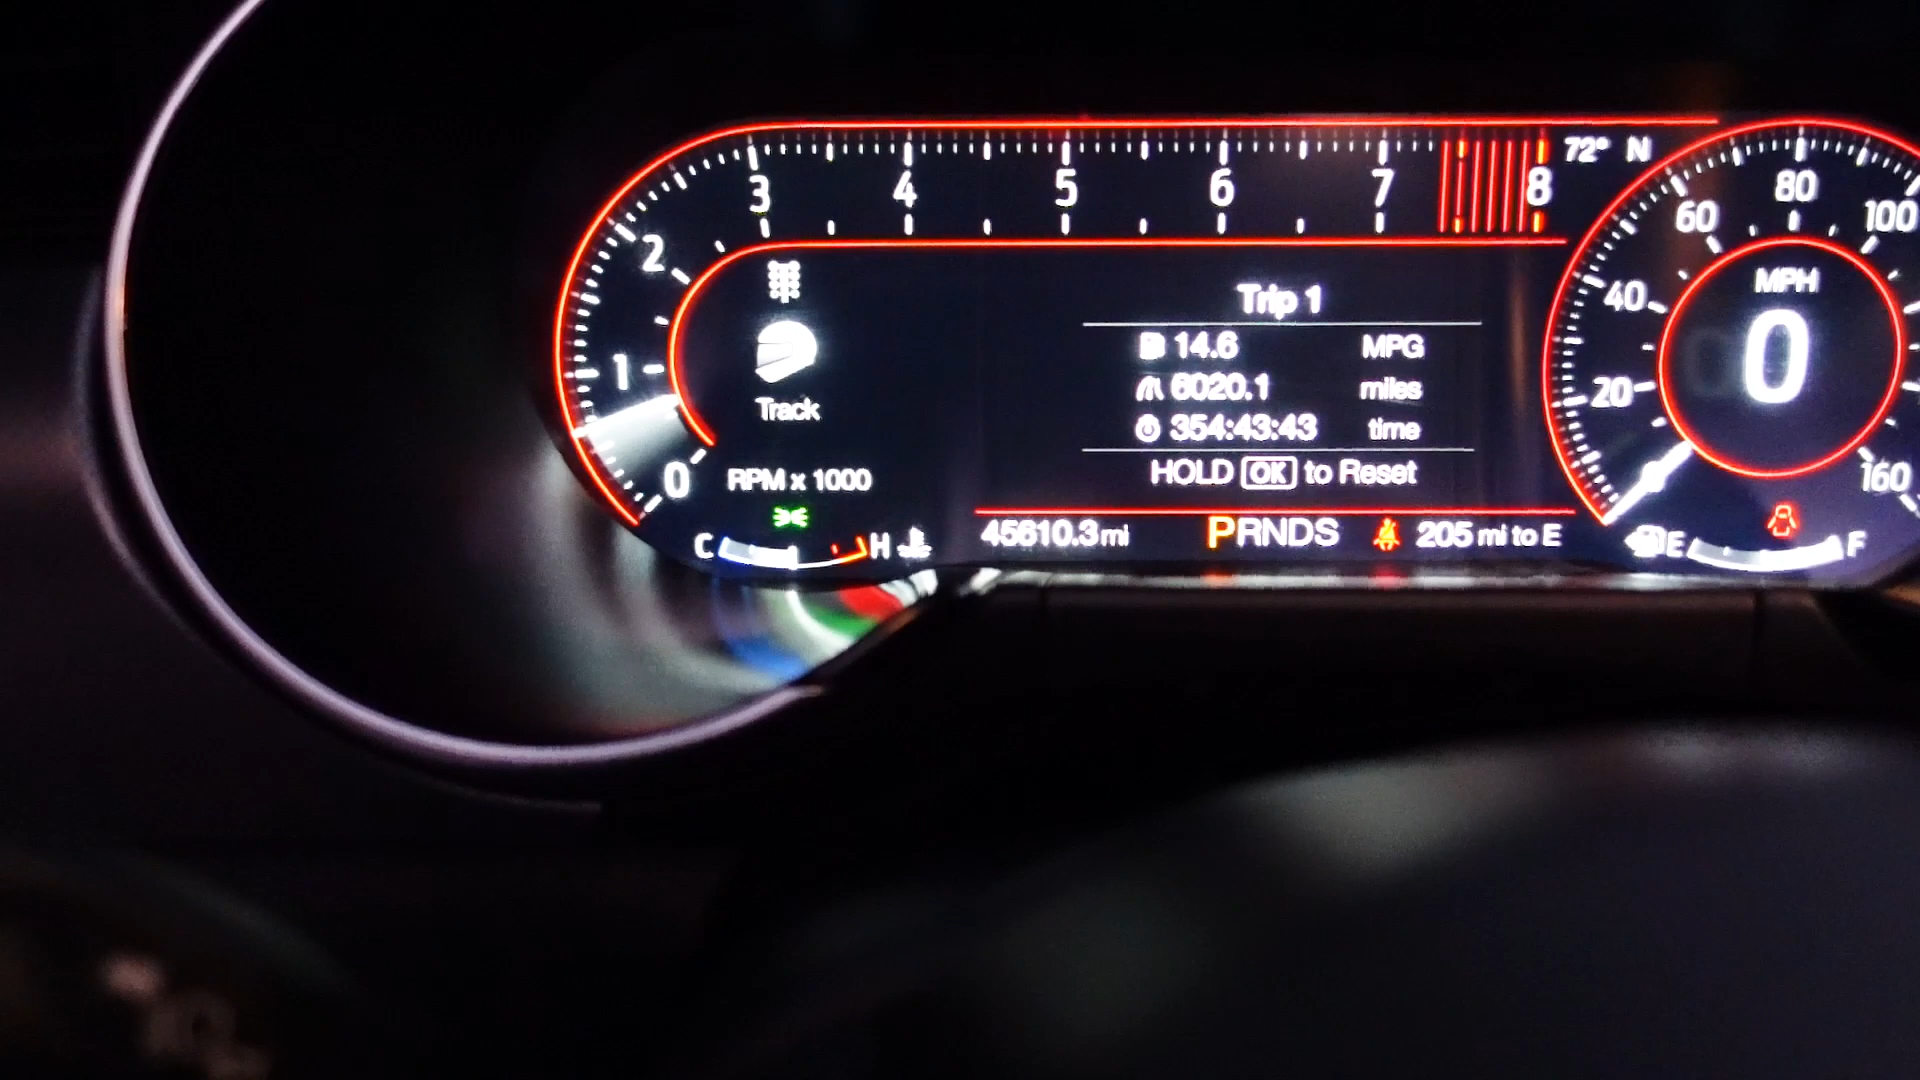 3 4 5 6 7 8 72° N
2
1
0
Track
RPM x 1000
C H
Trip 1
14.6 MPG
6020.1 miles
354:43:43 time
HOLD OK to Reset
45610.3 mi PRNDS 205 mi to E
20 40 60 80 100 160
MPH
0
E F